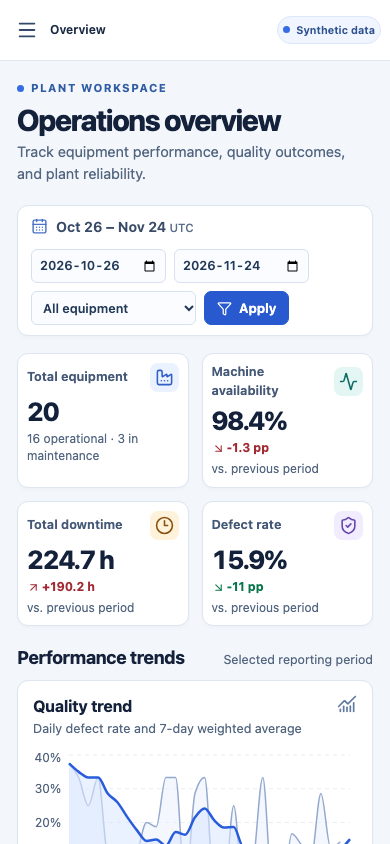 Overview
Synthetic data
PLANT WORKSPACE
Operations overview
Track equipment performance, quality outcomes,
and plant reliability.
Oct 26 – Nov 24 UTC
2026-10-26
2026-11-24
All equipment
Apply
Total equipment
20
16 operational · 3 in
maintenance
Machine
availability
98.4%
↘ -1.3 pp
vs. previous period
Total downtime
224.7 h
↗ +190.2 h
vs. previous period
Defect rate
15.9%
↘ -11 pp
vs. previous period
Performance trends
Selected reporting period
Quality trend
Daily defect rate and 7-day weighted average
40%
30%
20%